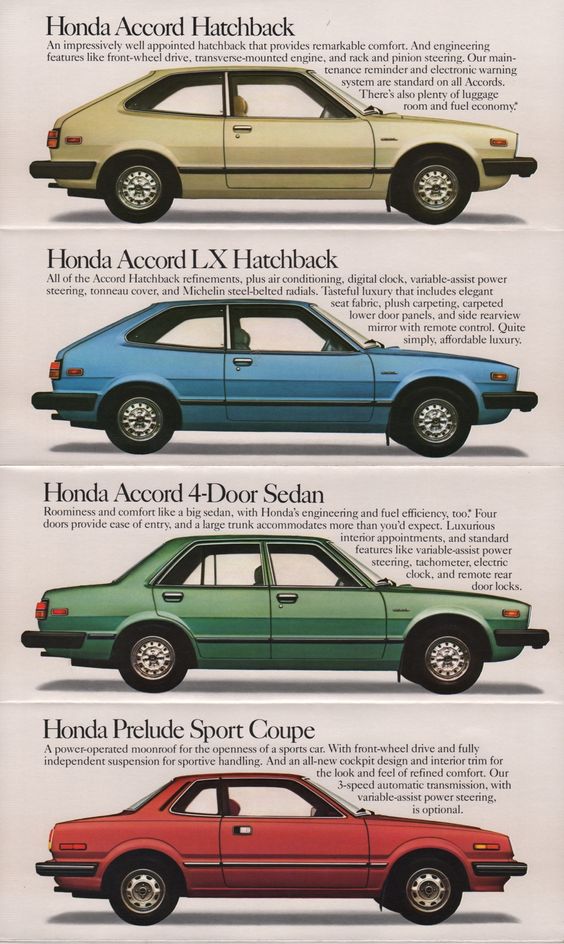 Honda Accord Hatchback
An impressively well appointed hatchback that provides remarkable comfort. And engineering
features like front-wheel drive, transverse-mounted engine, and rack and pinion steering. Our main-
tenance reminder and electronic warning
system are standard on all Accords.
There's also plenty of luggage
room and fuel economy.*
Honda Accord LX Hatchback
All of the Accord Hatchback refinements, plus air conditioning, digital clock, variable-assist power
steering, tonneau cover, and Michelin steel-belted radials. Tasteful luxury that includes elegant
seat fabric, plush carpeting, carpeted
lower door panels, and side rearview
mirror with remote control. Quite
simply, affordable luxury.
Honda Accord 4-Door Sedan
Roominess and comfort like a big sedan, with Honda's engineering and fuel efficiency, too.* Four
doors provide ease of entry, and a large trunk accommodates more than you'd expect. Luxurious
interior appointments, and standard
features like variable-assist power
steering, tachometer, electric
clock, and remote rear
door locks.
Honda Prelude Sport Coupe
A power-operated moonroof for the openness of a sports car. With front-wheel drive and fully
independent suspension for sportive handling. And an all-new cockpit design and interior trim for
the look and feel of refined comfort. Our
3-speed automatic transmission, with
variable-assist power steering,
is optional.